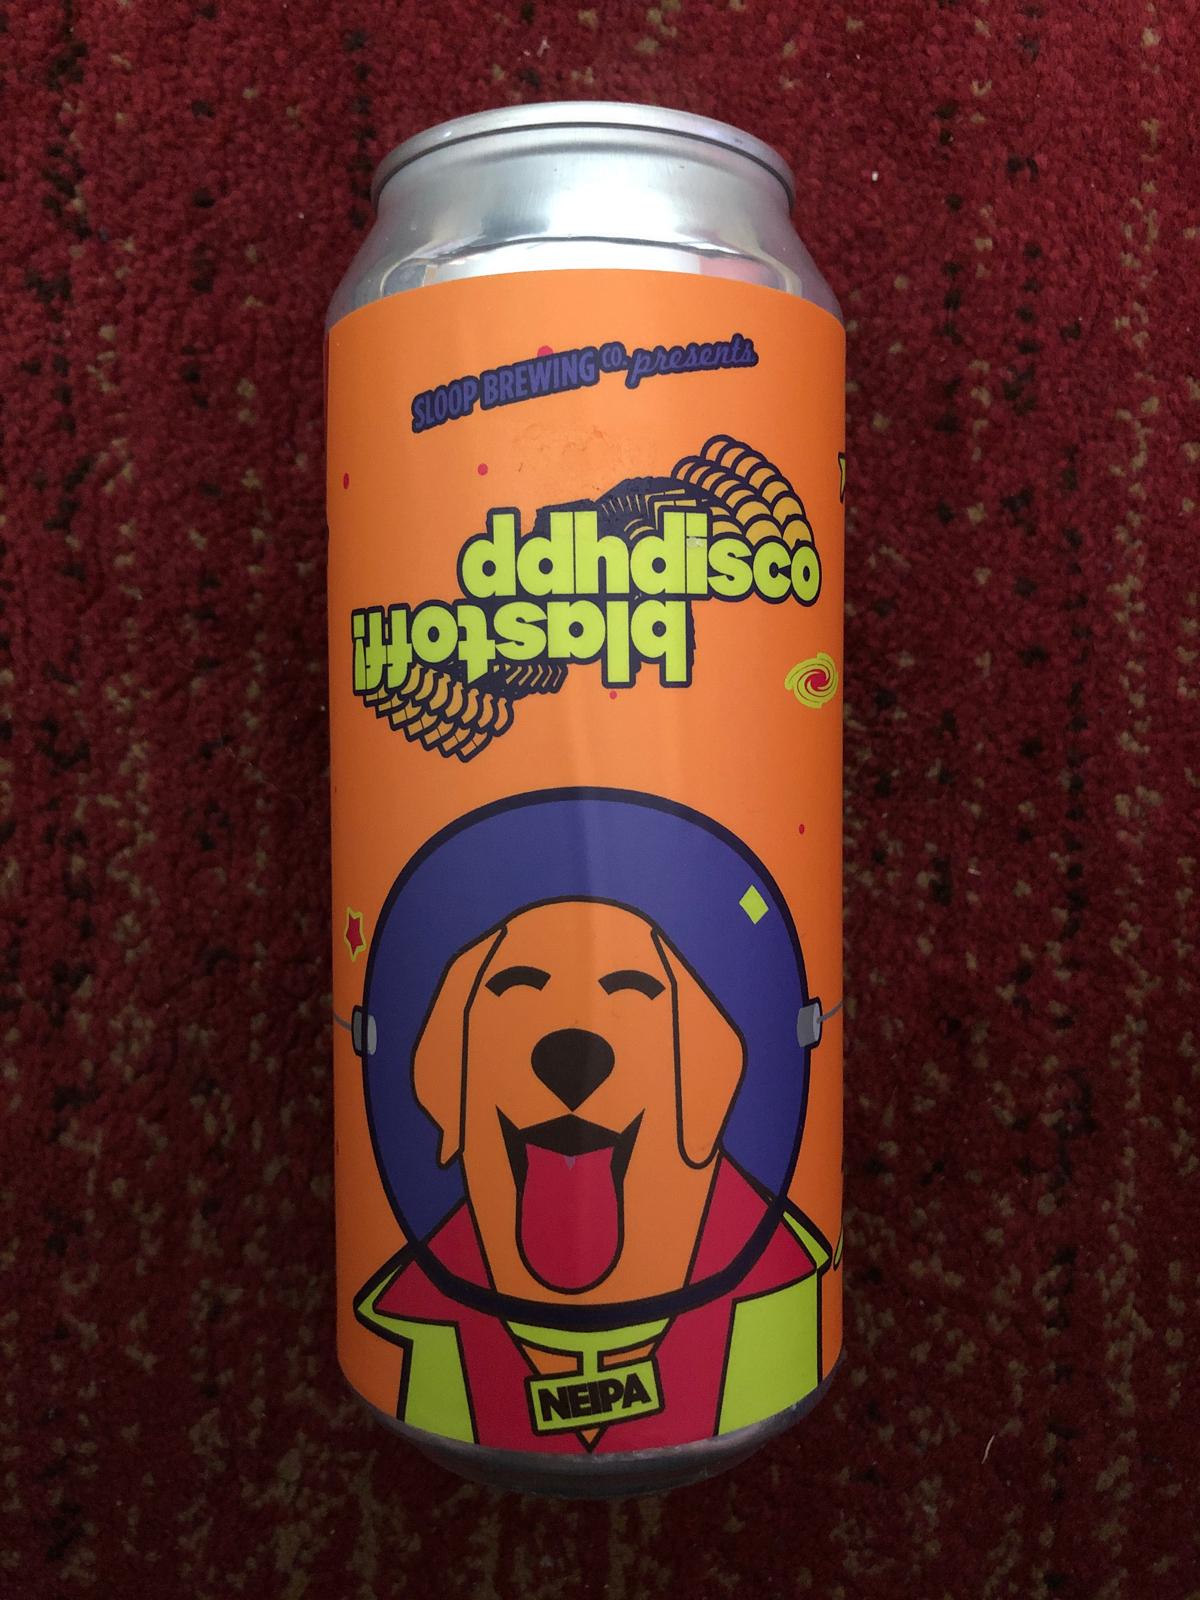 SLOOP BREWING CO. presents
ddhdisco
blastoff!
NEIPA